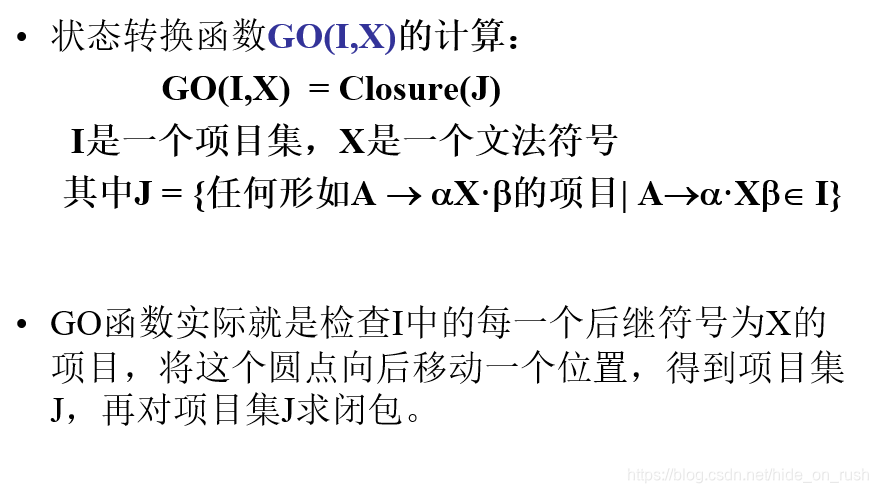 • 状态转换函数GO(I,X)的计算：
GO(I,X) = Closure(J)
I是一个项目集，X是一个文法符号
其中J = {任何形如A → αX·β的项目| A→α·Xβ∈ I}
• GO函数实际就是检查I中的每一个后继符号为X的
项目，将这个圆点向后移动一个位置，得到项目集
J，再对项目集J求闭包。
https://blog.csdn.net/hide_on_rush